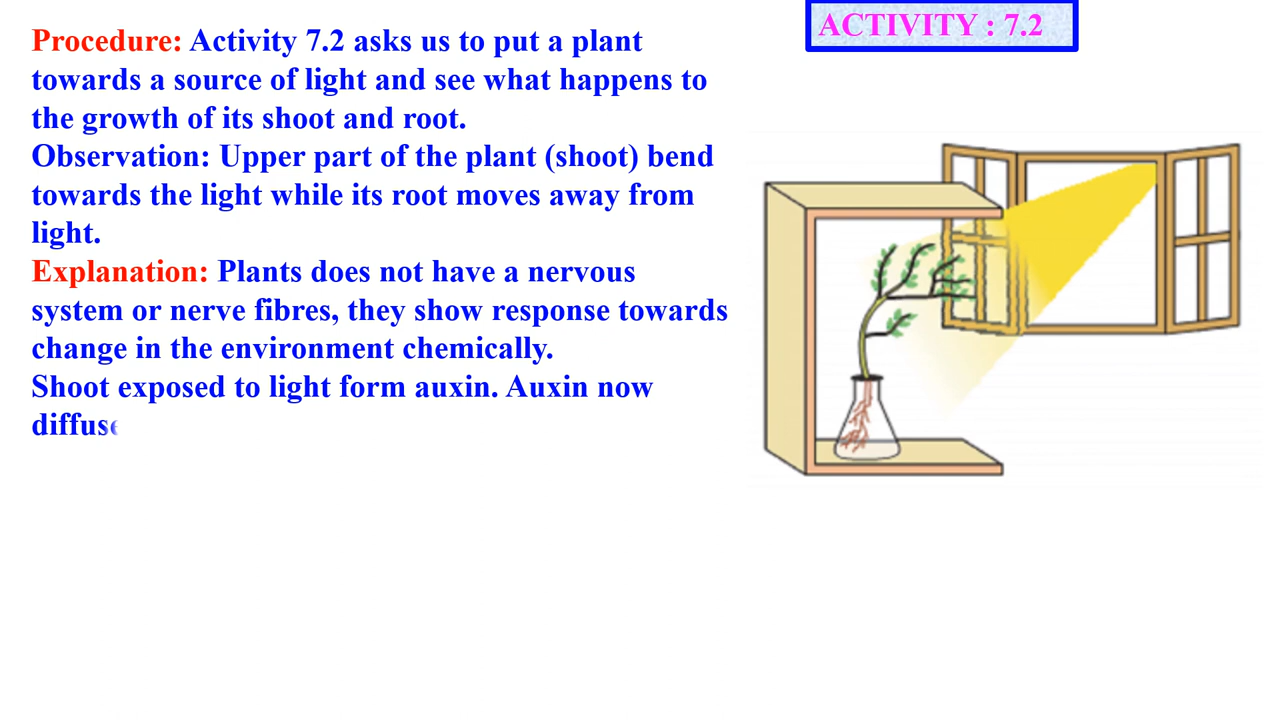 ACTIVITY : 7.2
Procedure: Activity 7.2 asks us to put a plant
towards a source of light and see what happens to
the growth of its shoot and root.
Observation: Upper part of the plant (shoot) bend
towards the light while its root moves away from
light.
Explanation: Plants does not have a nervous
system or nerve fibres, they show response towards
change in the environment chemically.
Shoot exposed to light form auxin. Auxin now
diffuse